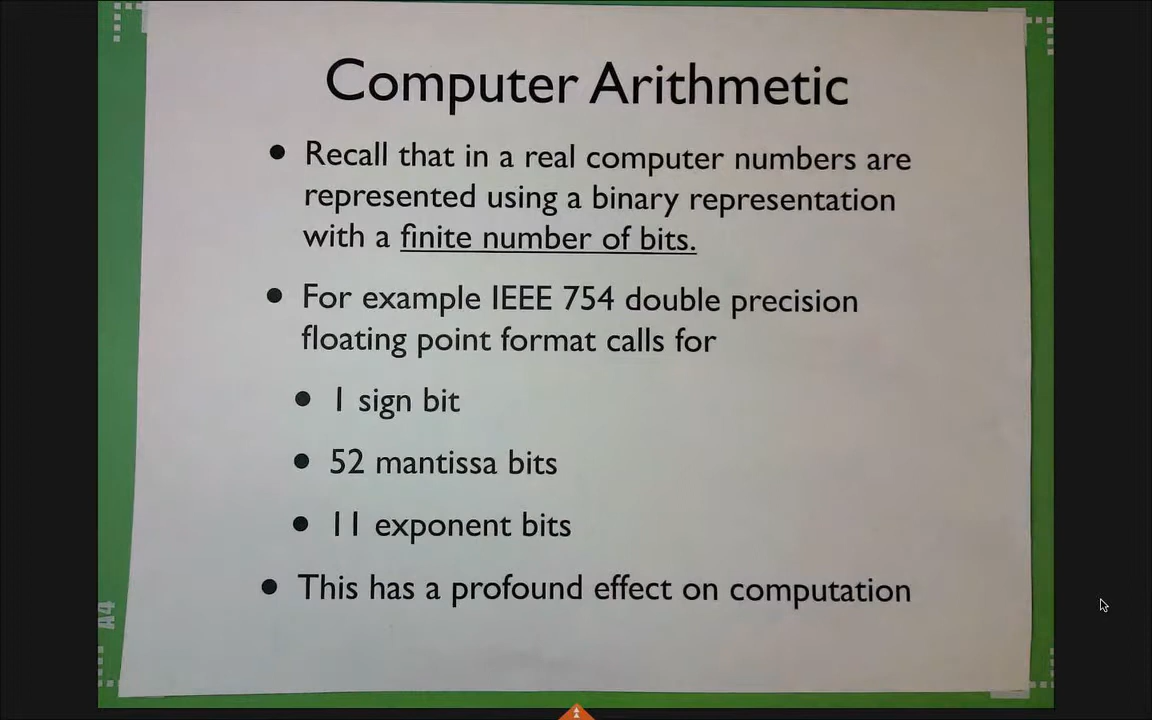 Computer Arithmetic
• Recall that in a real computer numbers are
represented using a binary representation
with a finite number of bits.
• For example IEEE 754 double precision
floating point format calls for
• 1 sign bit
• 52 mantissa bits
• 11 exponent bits
• This has a profound effect on computation
A4